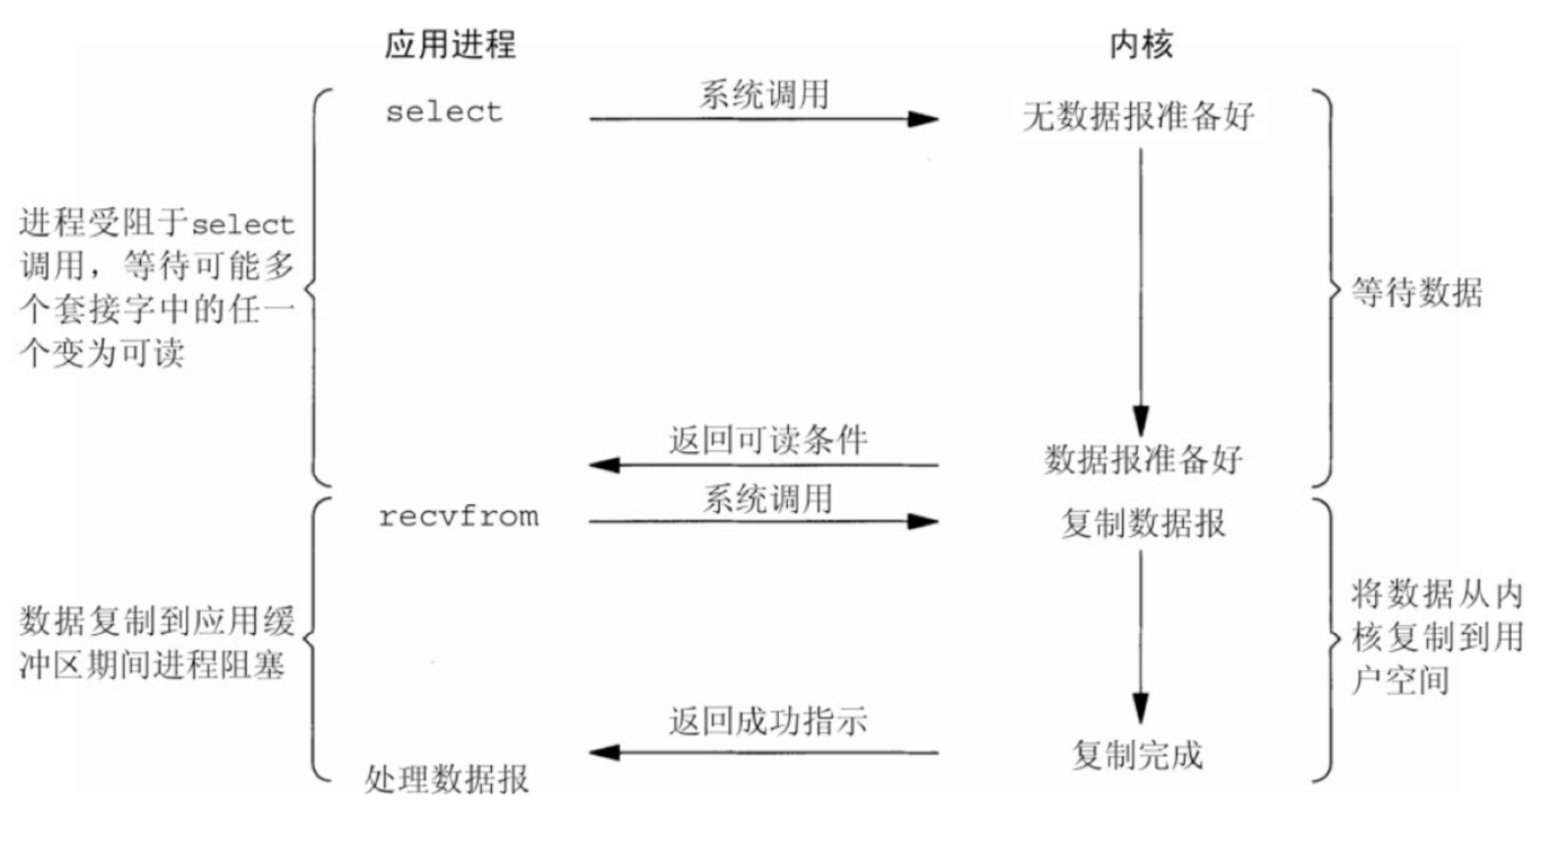 应用进程
内核
select
系统调用
无数据报准备好
进程受阻于select
调用，等待可能多
个套接字中的任一
个变为可读
等待数据
返回可读条件
数据报准备好
recvfrom
系统调用
复制数据报
数据复制到应用缓
冲区期间进程阻塞
将数据从内
核复制到用
户空间
返回成功指示
复制完成
处理数据报